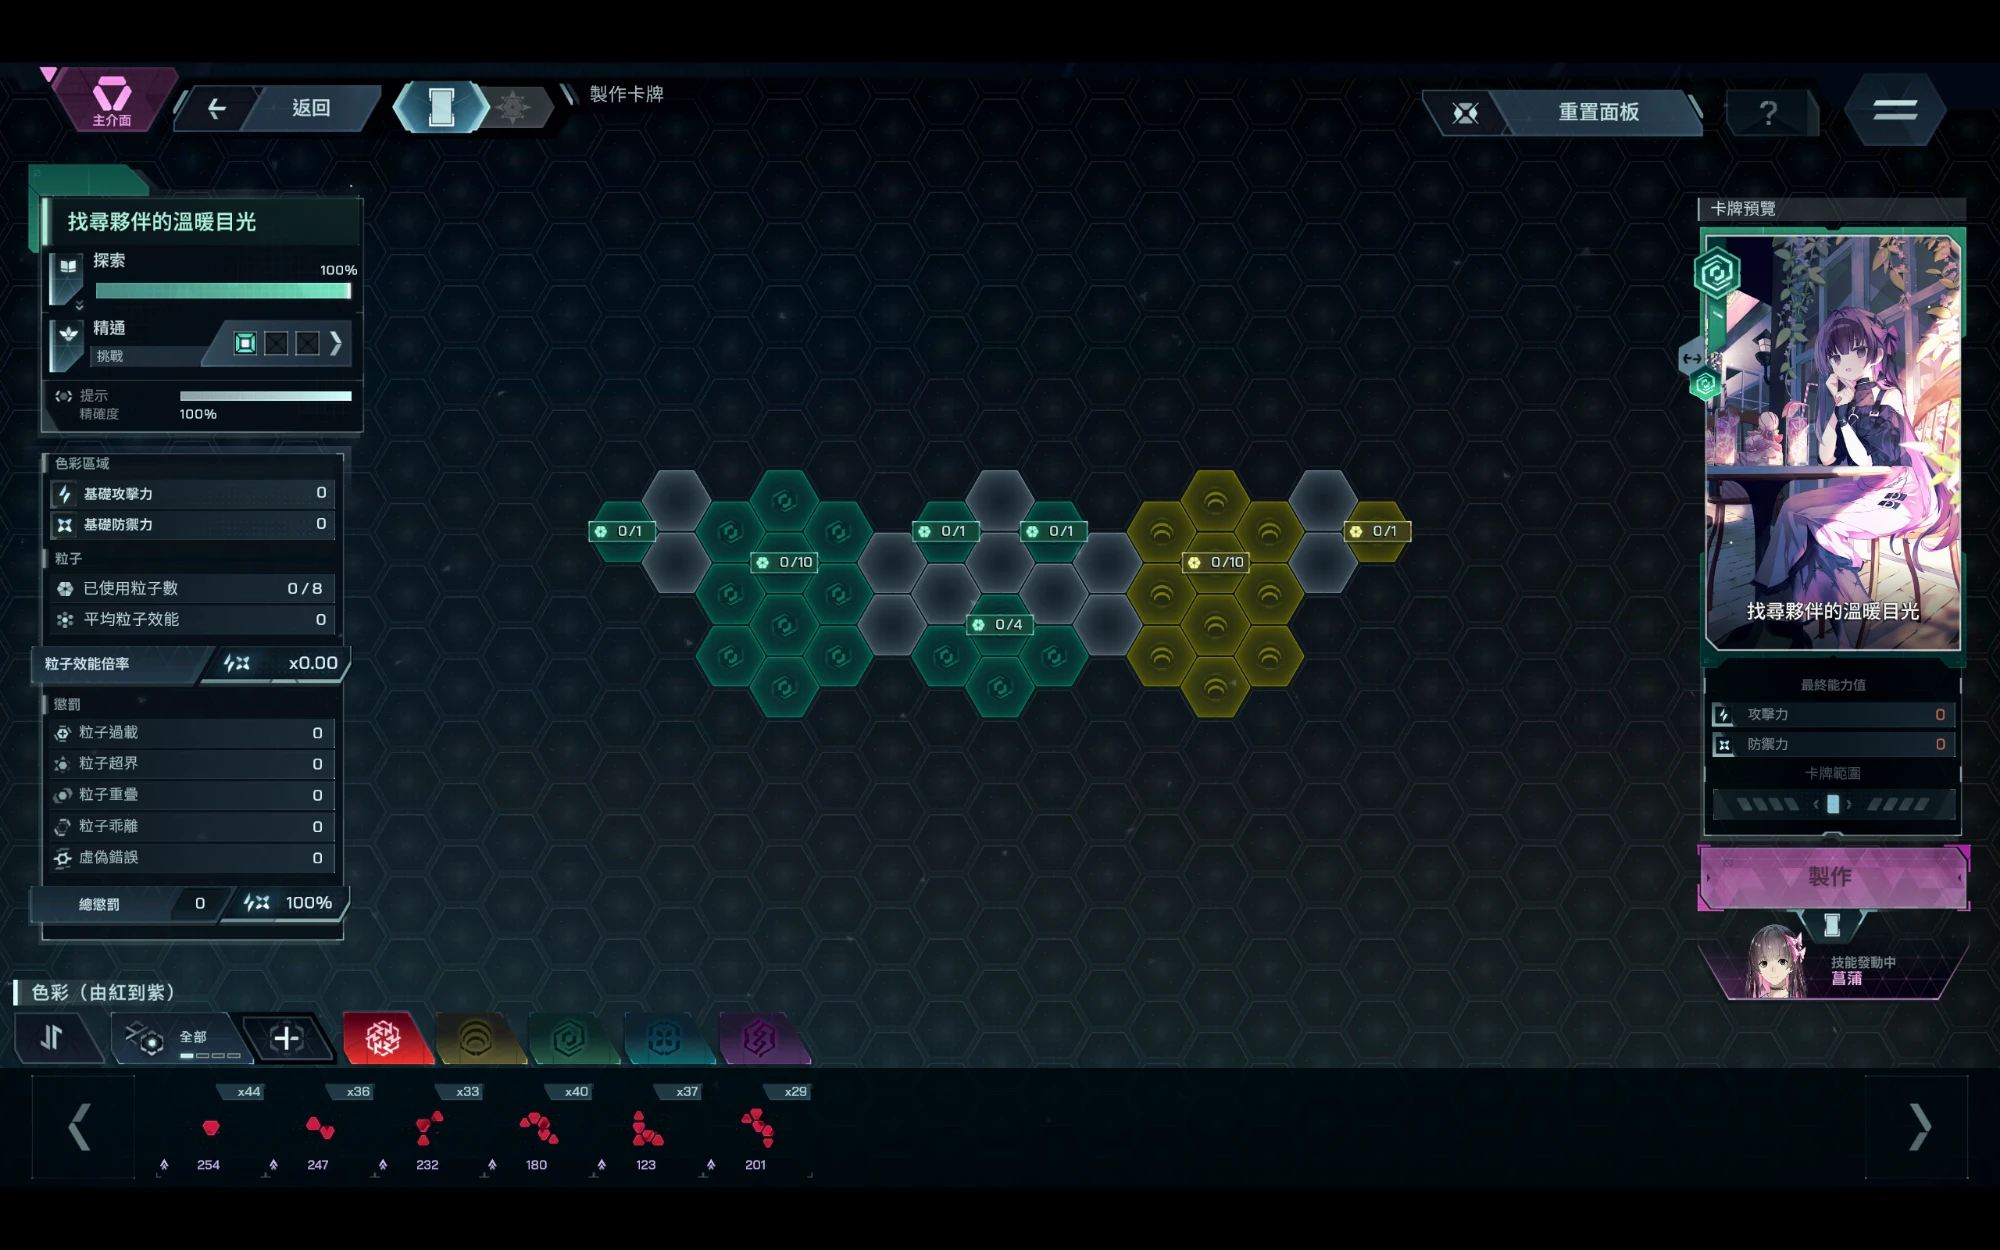 主介面
返回
製作卡牌
重置面板
?
找尋夥伴的溫暖目光
探索
100%
精通
挑戰
提示
精確度
100%
色彩區域
基礎攻擊力 0
基礎防禦力 0
粒子
已使用粒子數 0/8
平均粒子效能 0
粒子效能倍率 x0.00
懲罰
粒子過載 0
粒子超界 0
粒子重疊 0
粒子乖離 0
虛偽錯誤 0
總懲罰 0 100%
0/1
0/10
0/1
0/1
0/4
0/10
0/1
卡牌預覽
找尋夥伴的溫暖目光
最終能力值
攻擊力 0
防禦力 0
卡牌範圍
製作
技能發動中
菖蒲
色彩（由紅到紫）
全部
x44 x36 x33 x40 x37 x29
254 247 232 180 123 201